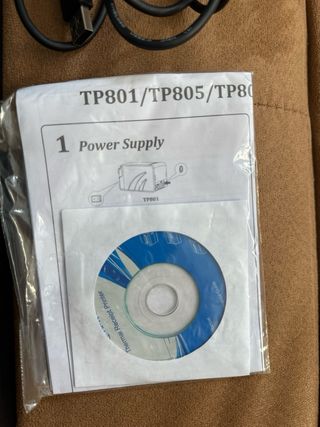 TP801/TP805/TP80
1 Power Supply
TP801
Thermal Receipt Printer